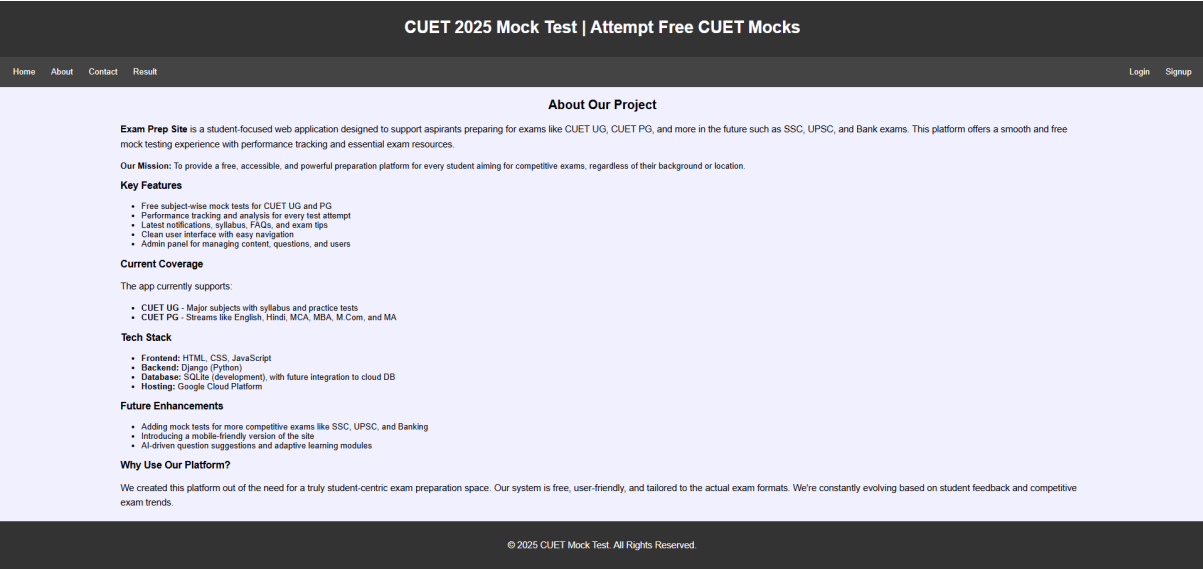 CUET 2025 Mock Test | Attempt Free CUET Mocks
Home About Contact Result Login Signup
About Our Project
Exam Prep Site is a student-focused web application designed to support aspirants preparing for exams like CUET UG, CUET PG, and more in the future such as SSC, UPSC, and Bank exams. This platform offers a smooth and free
mock testing experience with performance tracking and essential exam resources.
Our Mission: To provide a free, accessible, and powerful preparation platform for every student aiming for competitive exams, regardless of their background or location.
Key Features
• Free subject-wise mock tests for CUET UG and PG
• Performance tracking and analysis for every test attempt
• Latest notifications, syllabus, FAQs, and exam tips
• Clean user interface with easy navigation
• Admin panel for managing content, questions, and users
Current Coverage
The app currently supports:
• CUET UG - Major subjects with syllabus and practice tests
• CUET PG - Streams like English, Hindi, MCA, MBA, M.Com, and MA
Tech Stack
• Frontend: HTML, CSS, JavaScript
• Backend: Django (Python)
• Database: SQLite (development), with future integration to cloud DB
• Hosting: Google Cloud Platform
Future Enhancements
• Adding mock tests for more competitive exams like SSC, UPSC, and Banking
• Introducing a mobile-friendly version of the site
• AI-driven question suggestions and adaptive learning modules
Why Use Our Platform?
We created this platform out of the need for a truly student-centric exam preparation space. Our system is free, user-friendly, and tailored to the actual exam formats. We're constantly evolving based on student feedback and competitive
exam trends.
© 2025 CUET Mock Test. All Rights Reserved.